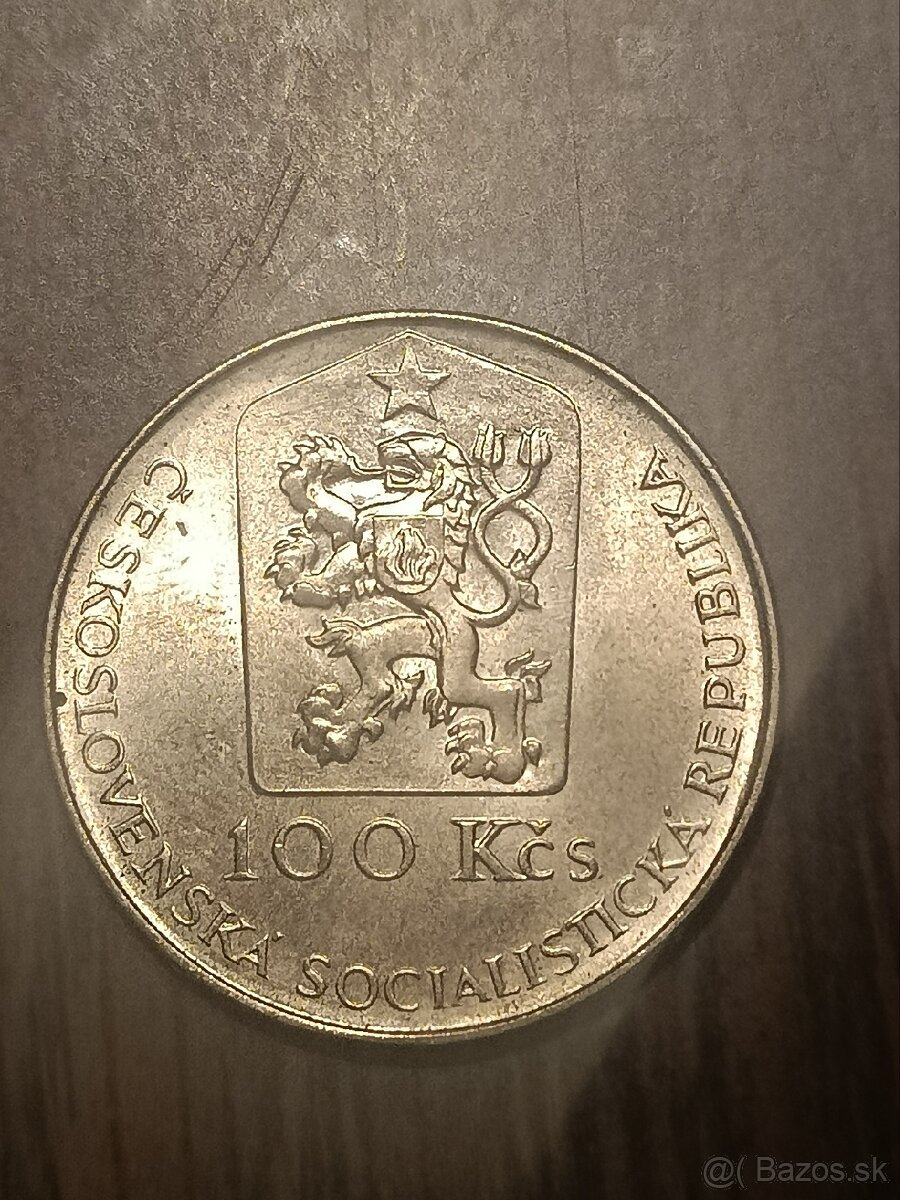 ČESKOSLOVENSKÁ SOCIALISTICKÁ REPUBLIKA
100 Kčs
@( Bazos.sk